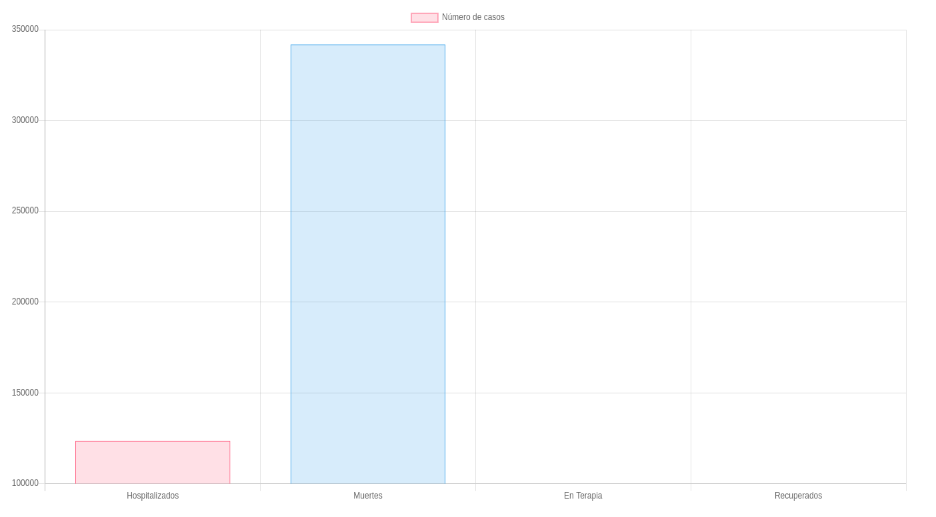 Número de casos
350000
300000
250000
200000
150000
100000
Hospitalizados
Muertes
En Terapia
Recuperados